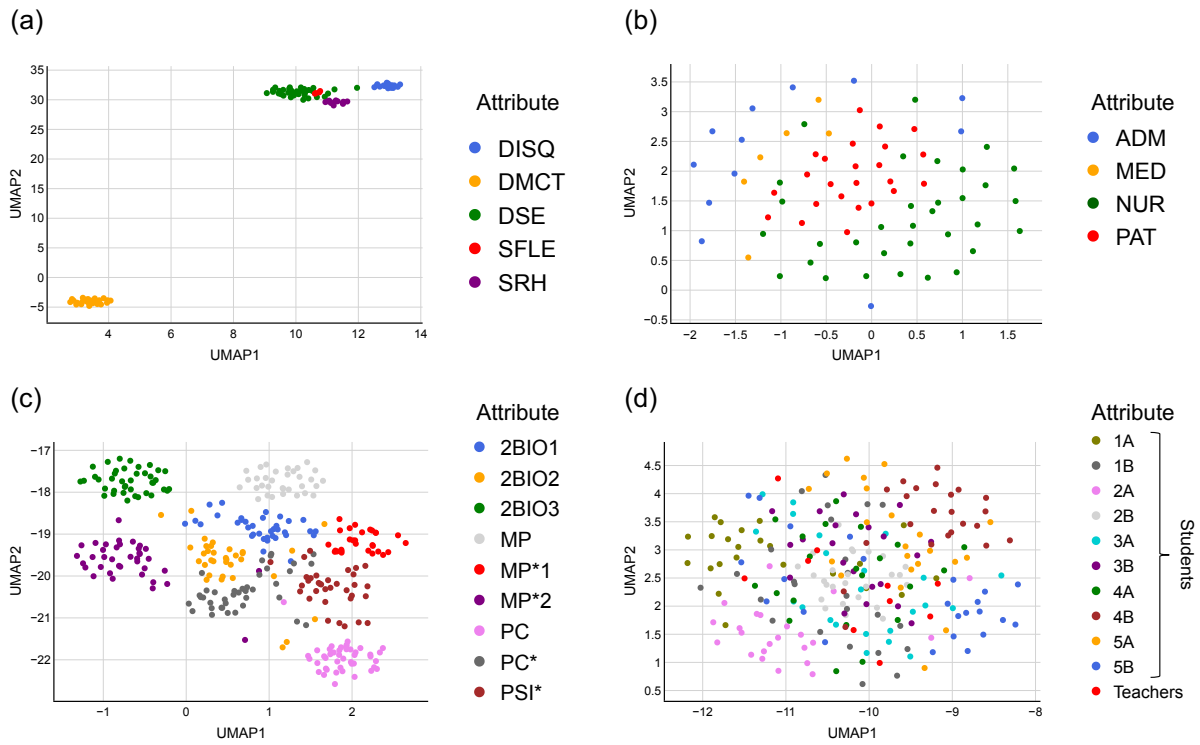 (a)
35
30
25
20
15
10
5
0
−5
UMAP2
4
6
8
10
12
14
UMAP1
Attribute
DISQ
DMCT
DSE
SFLE
SRH
(b)
3.5
3
2.5
2
1.5
1
0.5
0
−0.5
UMAP2
−2
−1.5
−1
−0.5
0
0.5
1
1.5
UMAP1
Attribute
ADM
MED
NUR
PAT
(c)
−17
−18
−19
−20
−21
−22
UMAP2
−1
0
1
2
UMAP1
Attribute
2BIO1
2BIO2
2BIO3
MP
MP*1
MP*2
PC
PC*
PSI*
(d)
4.5
4
3.5
3
2.5
2
1.5
1
0.5
UMAP2
−12
−11
−10
−9
−8
UMAP1
Attribute
1A
1B
2A
2B
3A
3B
4A
4B
5A
5B
Teachers
Students